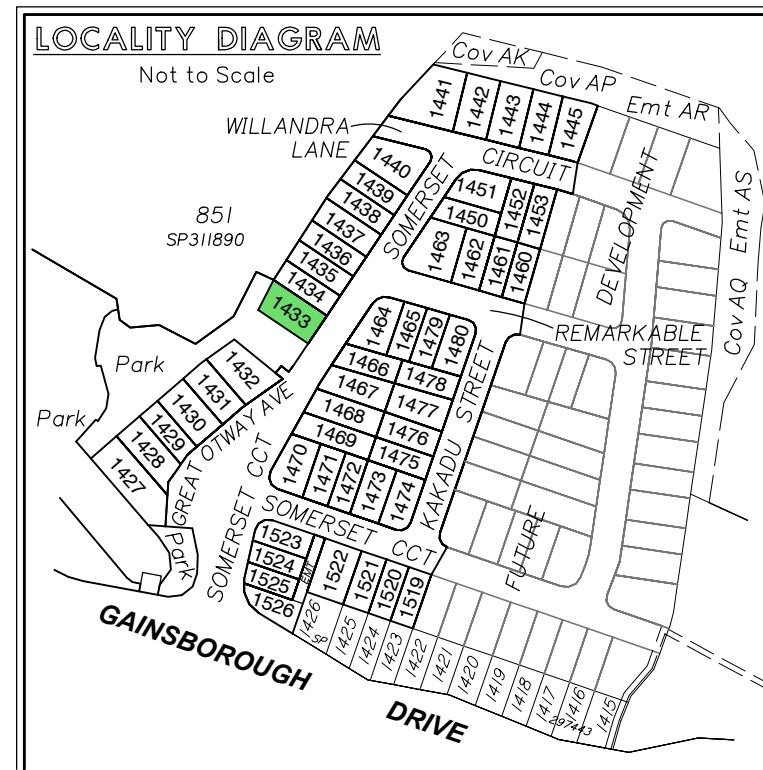 LOCALITY DIAGRAM
Not to Scale
Cov AK
Cov AP
Emt AR
Emt AS
Cov AQ
WILLANDRA
LANE
SOMERSET
CIRCUIT
DEVELOPMENT
1441
1442
1443
1444
1445
1440
1439
1438
1437
1436
1435
1434
1433
851
SP311890
1451
1450
1452
1453
1463
1462
1461
1460
REMARKABLE
STREET
1464
1465
1479
1480
1466
1478
1467
1477
1468
1476
1469
1475
1470
1471
1472
1473
1474
KAKADU STREET
Park
Park
1432
1431
1430
1429
1428
1427
GREAT OTWAY AVE
SOMERSET CCT
Park
SOMERSET CCT
FUTURE
1523
1524
1525
1526
EMT
1522
1521
1520
1519
1426
SP
1425
1424
1423
1422
1421
1420
1419
1418
1417
1416
1415
297443
GAINSBOROUGH
DRIVE